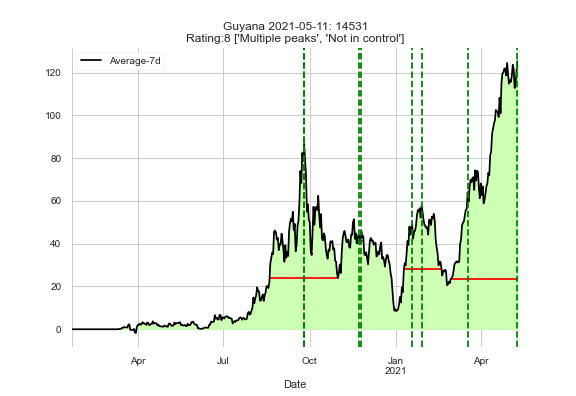 Guyana 2021-05-11: 14531
Rating:8 ['Multiple peaks', 'Not in control']
Average-7d
120
100
80
60
40
20
0
Apr Jul Oct Jan Apr
2021
Date